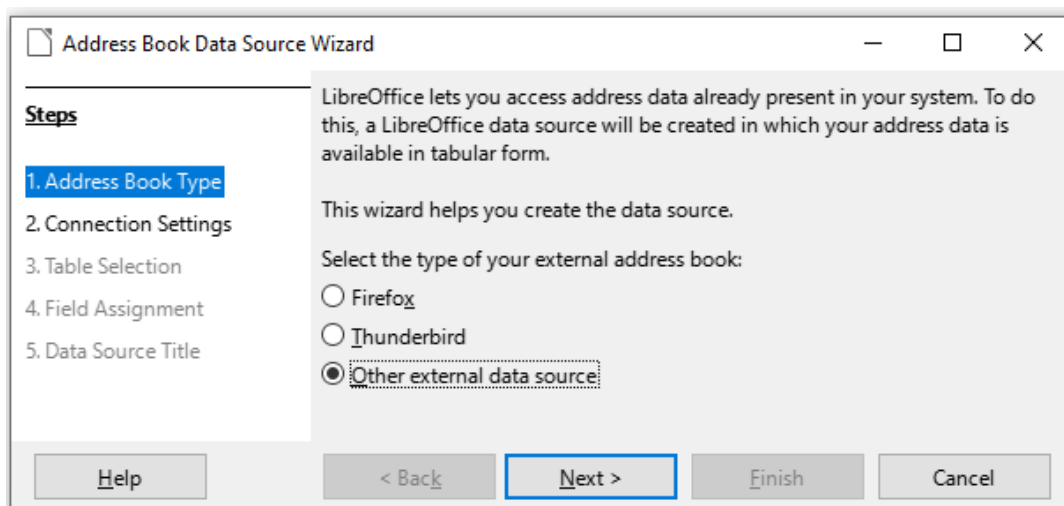 Address Book Data Source Wizard
Steps
1. Address Book Type
2. Connection Settings
3. Table Selection
4. Field Assignment
5. Data Source Title
LibreOffice lets you access address data already present in your system. To do
this, a LibreOffice data source will be created in which your address data is
available in tabular form.
This wizard helps you create the data source.
Select the type of your external address book:
Firefox
Thunderbird
Other external data source
Help
< Back
Next >
Finish
Cancel